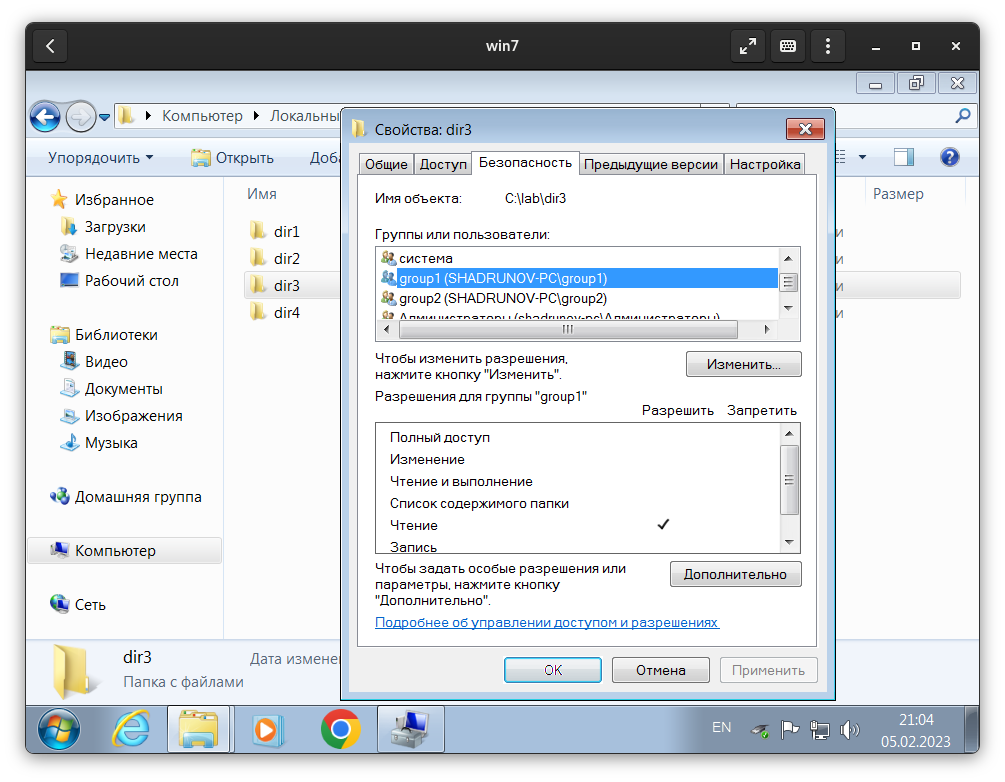 win7
Компьютер
Локальны
Упорядочить
Открыть
Доба
Избранное
Загрузки
Недавние места
Рабочий стол
Библиотеки
Видео
Документы
Изображения
Музыка
Домашняя группа
Компьютер
Сеть
Имя
Размер
dir1
dir2
dir3
dir4
и
и
и
и
Свойства: dir3
Общие
Доступ
Безопасность
Предыдущие версии
Настройка
Имя объекта: C:\lab\dir3
Группы или пользователи:
система
group1 (SHADRUNOV-PC\group1)
group2 (SHADRUNOV-PC\group2)
Администраторы (shadrunov-pc\Администраторы)
Чтобы изменить разрешения,
нажмите кнопку "Изменить".
Изменить...
Разрешения для группы "group1"
Разрешить Запретить
Полный доступ
Изменение
Чтение и выполнение
Список содержимого папки
Чтение
Запись
Чтобы задать особые разрешения или
параметры, нажмите кнопку
"Дополнительно".
Дополнительно
Подробнее об управлении доступом и разрешениях
ОК
Отмена
Применить
dir3
Дата изменен
Папка с файлами
EN
21:04
05.02.2023